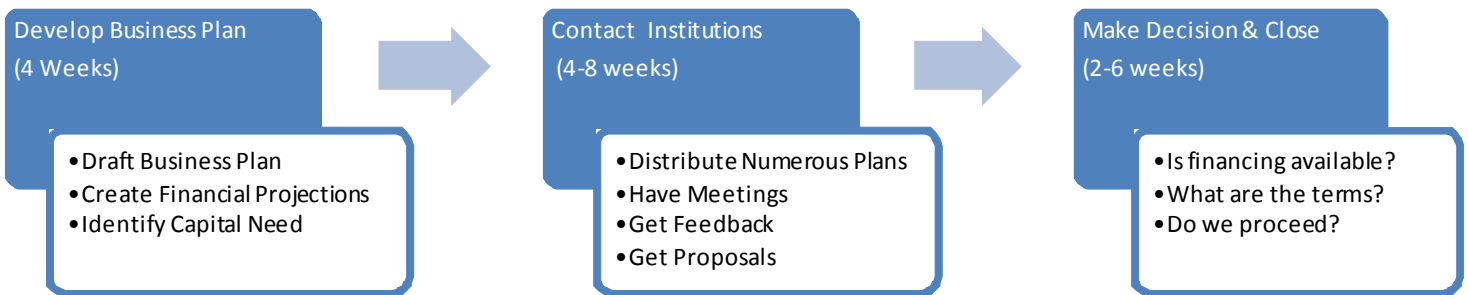 Develop Business Plan
(4 Weeks)
•Draft Business Plan
•Create Financial Projections
•Identify Capital Need
Contact Institutions
(4-8 weeks)
•Distribute Numerous Plans
•Have Meetings
•Get Feedback
•Get Proposals
Make Decision & Close
(2-6 weeks)
•Is financing available?
•What are the terms?
•Do we proceed?